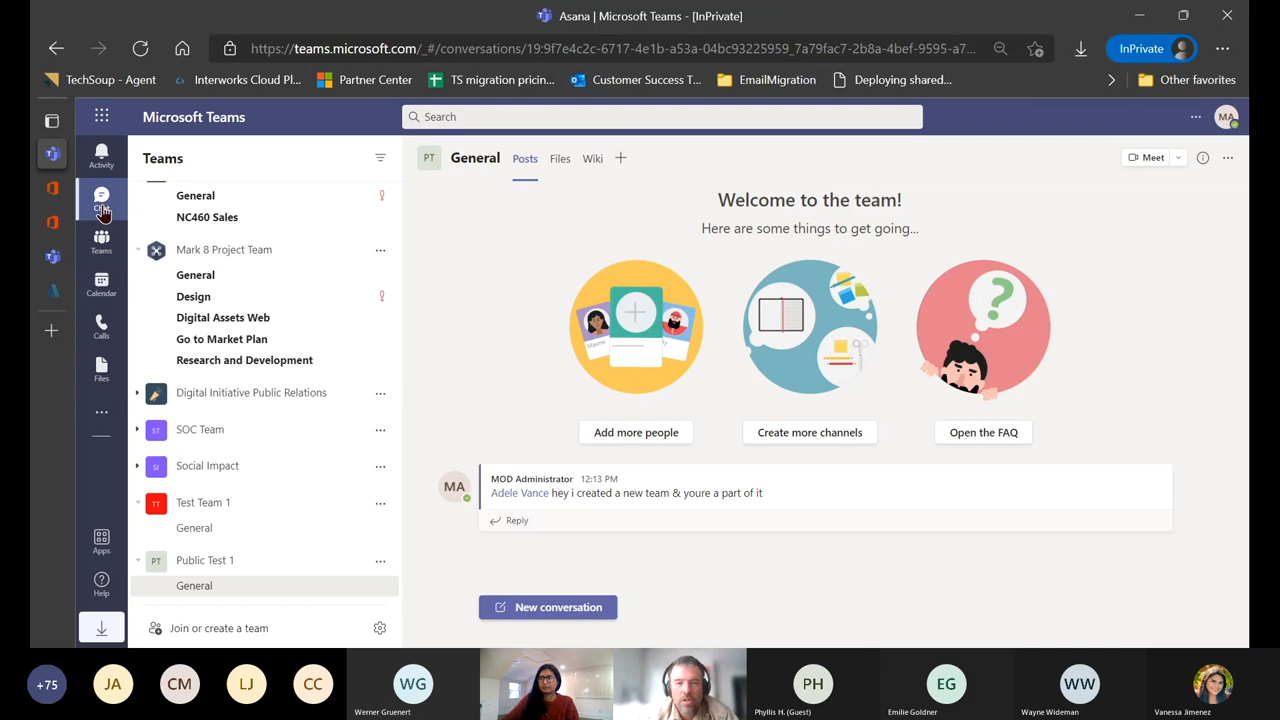 Asana | Microsoft Teams - [InPrivate]
https://teams.microsoft.com/_#/conversations/19:9f7e4c2c-6717-4e1b-a53a-04bc93225959_7a79fac7-2b8a-4bef-9595-a7...
InPrivate
TechSoup - Agent
Interworks Cloud Pl...
Partner Center
TS migration pricin...
Customer Success T...
EmailMigration
Deploying shared...
Other favorites
Microsoft Teams
Search
MA
Activity
Chat
Teams
Calendar
Calls
Files
Apps
Help
Teams
General
NC460 Sales
Mark 8 Project Team
General
Design
Digital Assets Web
Go to Market Plan
Research and Development
Digital Initiative Public Relations
ST SOC Team
SI Social Impact
TT Test Team 1
General
PT Public Test 1
General
Join or create a team
PT General Posts Files Wiki
Meet
Welcome to the team!
Here are some things to get going...
Add more people
Create more channels
Open the FAQ
MA
MOD Administrator 12:13 PM
Adele Vance hey i created a new team & youre a part of it
Reply
New conversation
+75
JA
CM
LJ
CC
WG
Werner Gruenert
PH
Phyllis H. (Guest)
EG
Emilie Goldner
WW
Wayne Wideman
Vanessa Jimenez